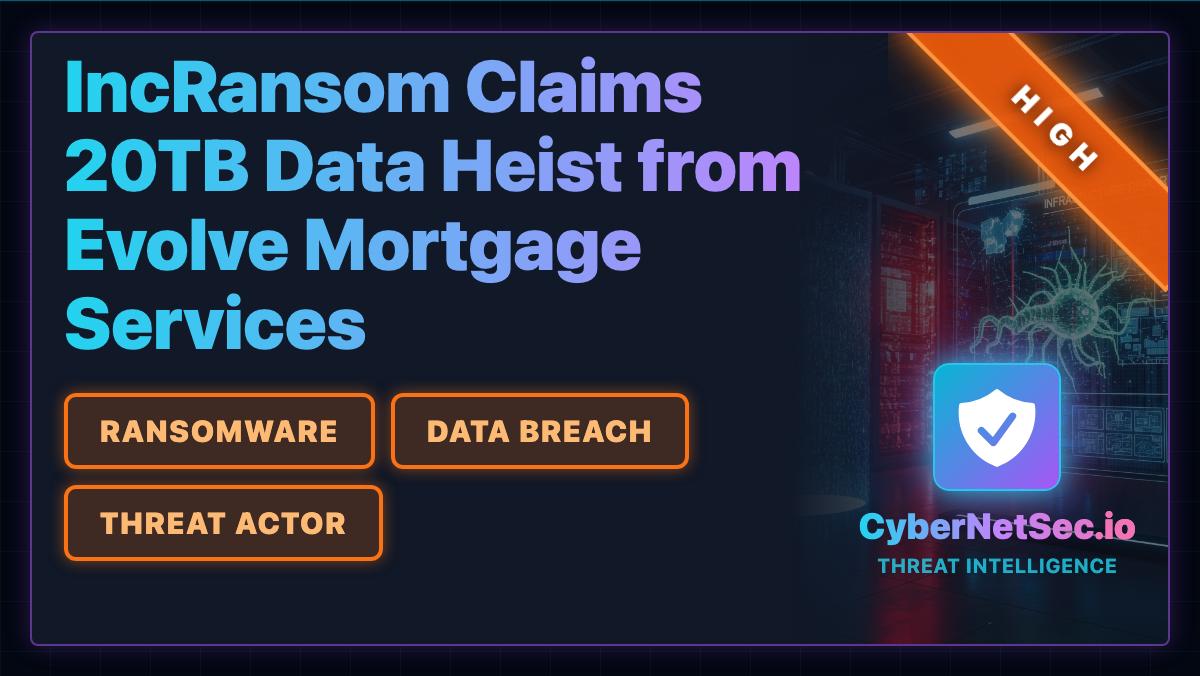 IncRansom Claims
20TB Data Heist from
Evolve Mortgage
Services
HIGH
RANSOMWARE
DATA BREACH
THREAT ACTOR
CyberNetSec.io
THREAT INTELLIGENCE